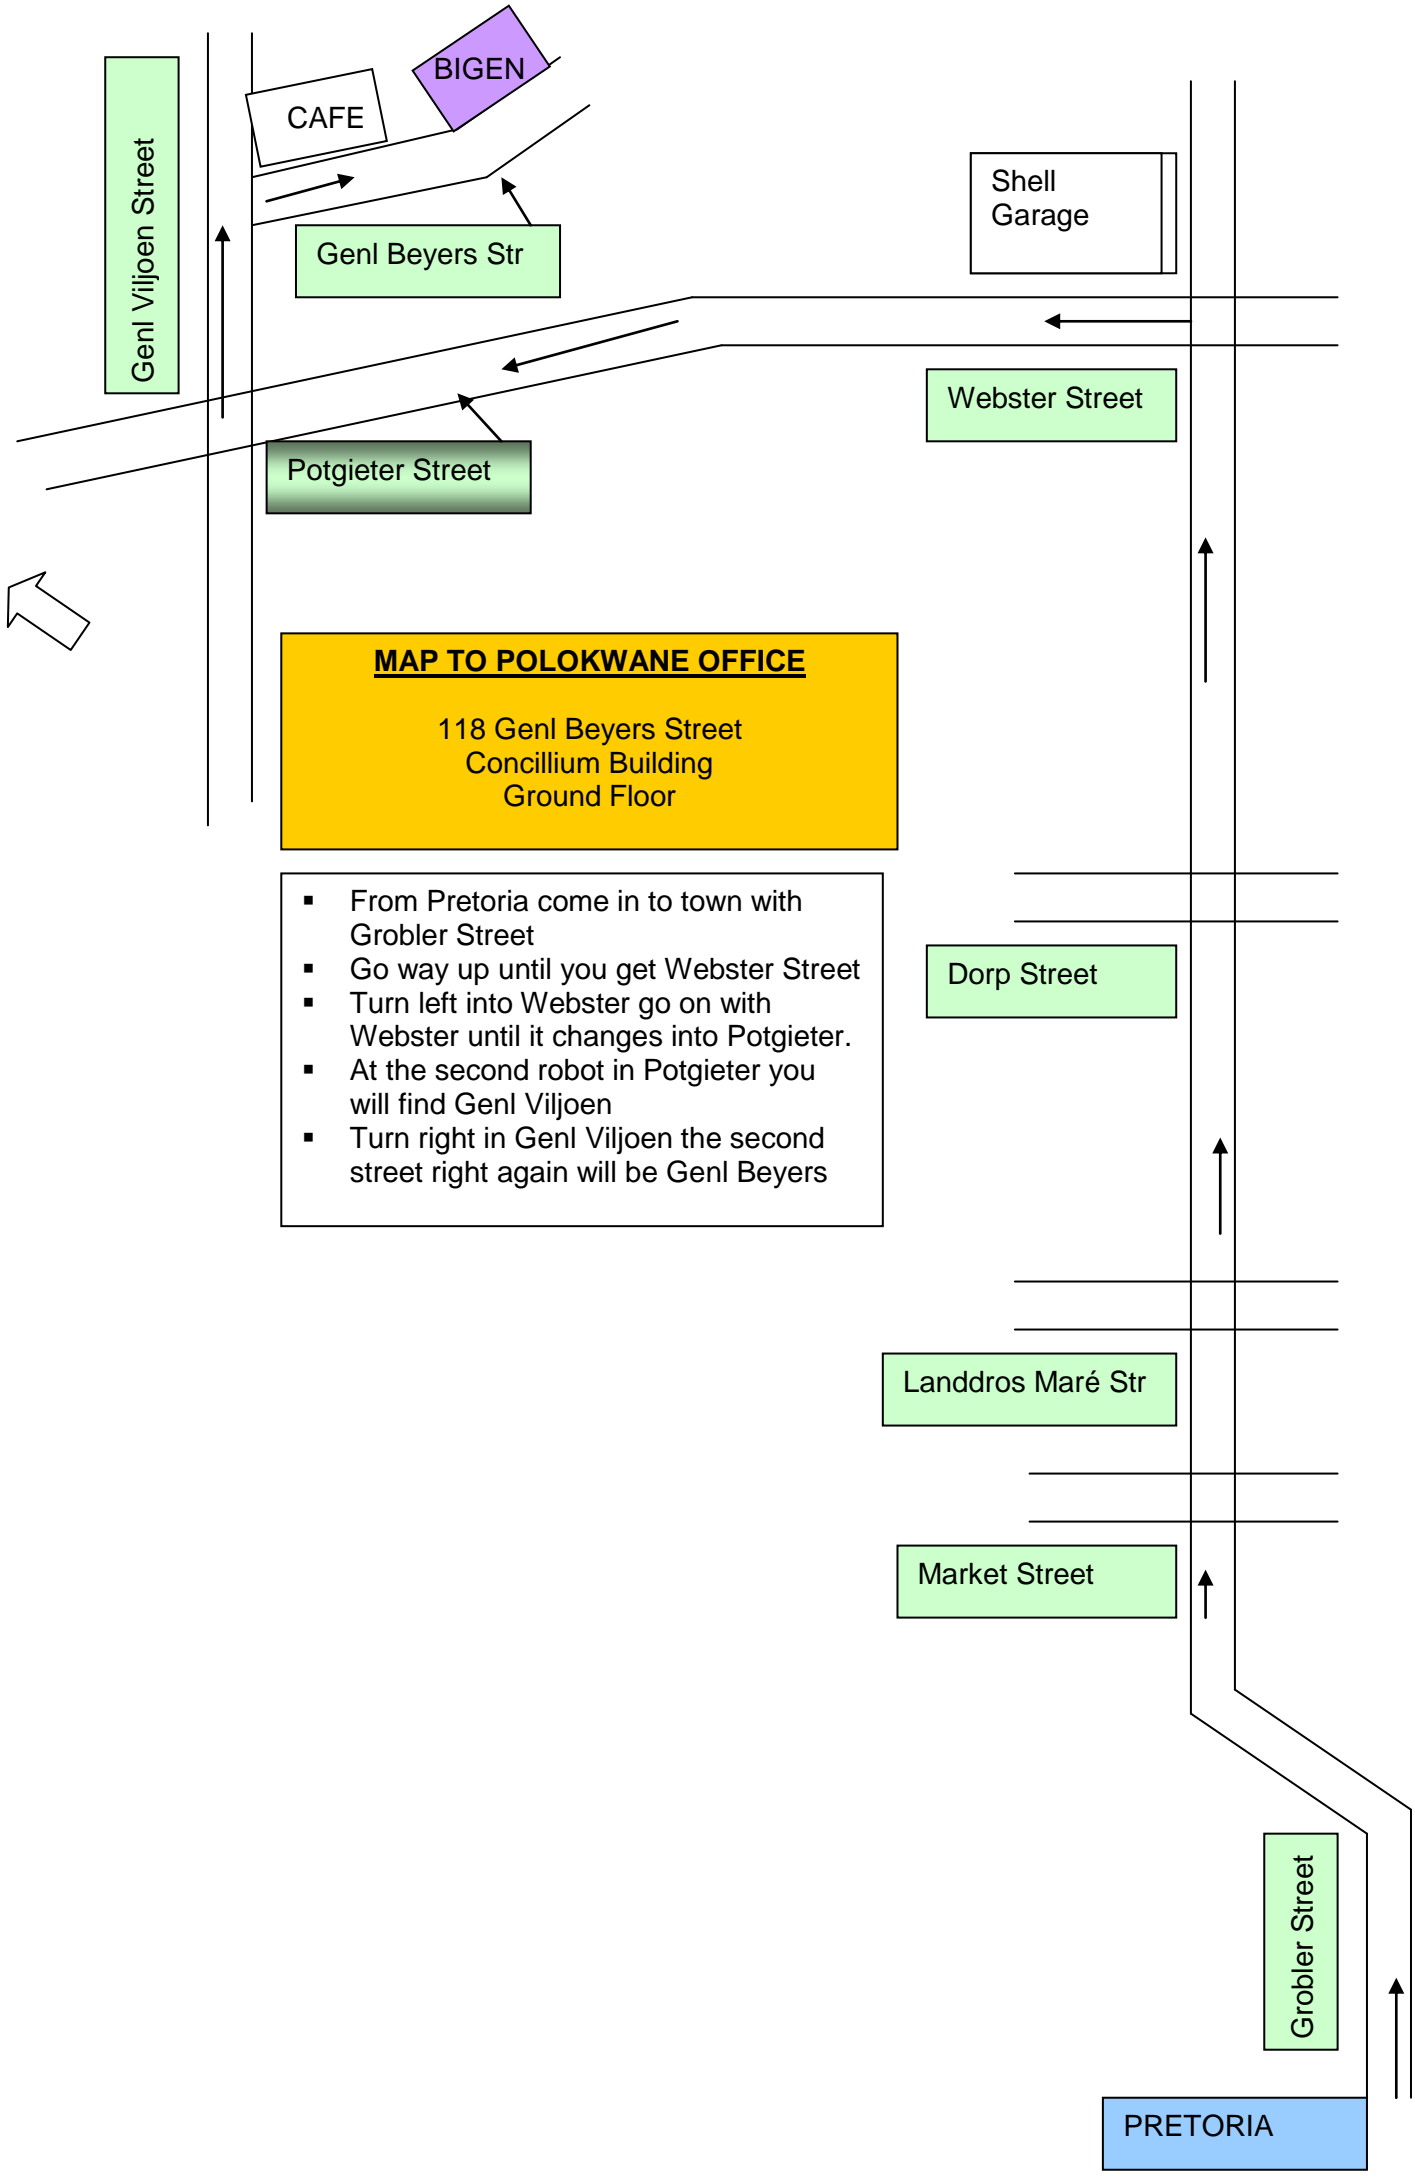 BIGEN
CAFE
Genl Viljoen Street
Shell
Garage
Genl Beyers Str
Webster Street
Potgieter Street
MAP TO POLOKWANE OFFICE
118 Genl Beyers Street
Concillium Building
Ground Floor
▪ From Pretoria come in to town with
Grobler Street
▪ Go way up until you get Webster Street
▪ Turn left into Webster go on with
Webster until it changes into Potgieter.
▪ At the second robot in Potgieter you
will find Genl Viljoen
▪ Turn right in Genl Viljoen the second
street right again will be Genl Beyers
Dorp Street
Landdros Maré Str
Market Street
Grobler Street
PRETORIA